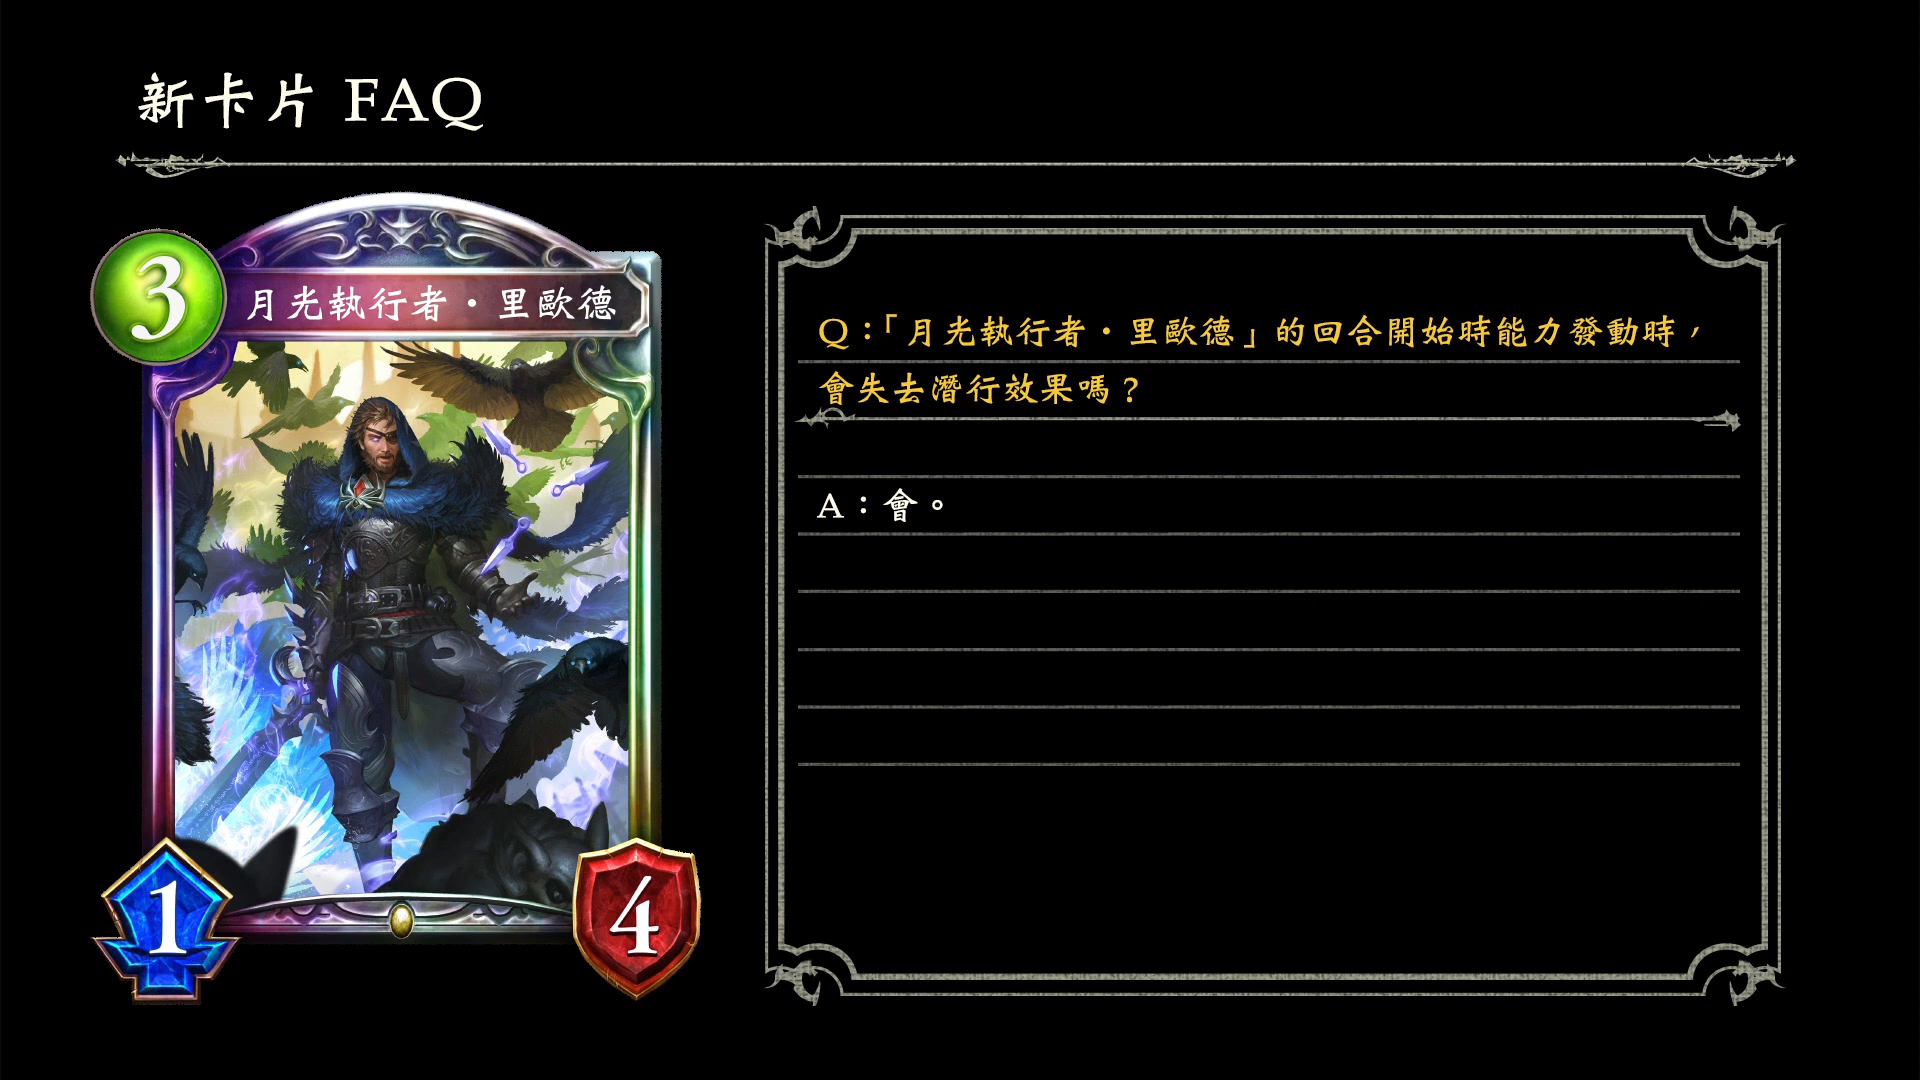 新卡片 FAQ
3
月光執行者・里歐德
1
4
Q：「月光執行者・里歐德」的回合開始時能力發動時，
會失去潛行效果嗎？
A：會。